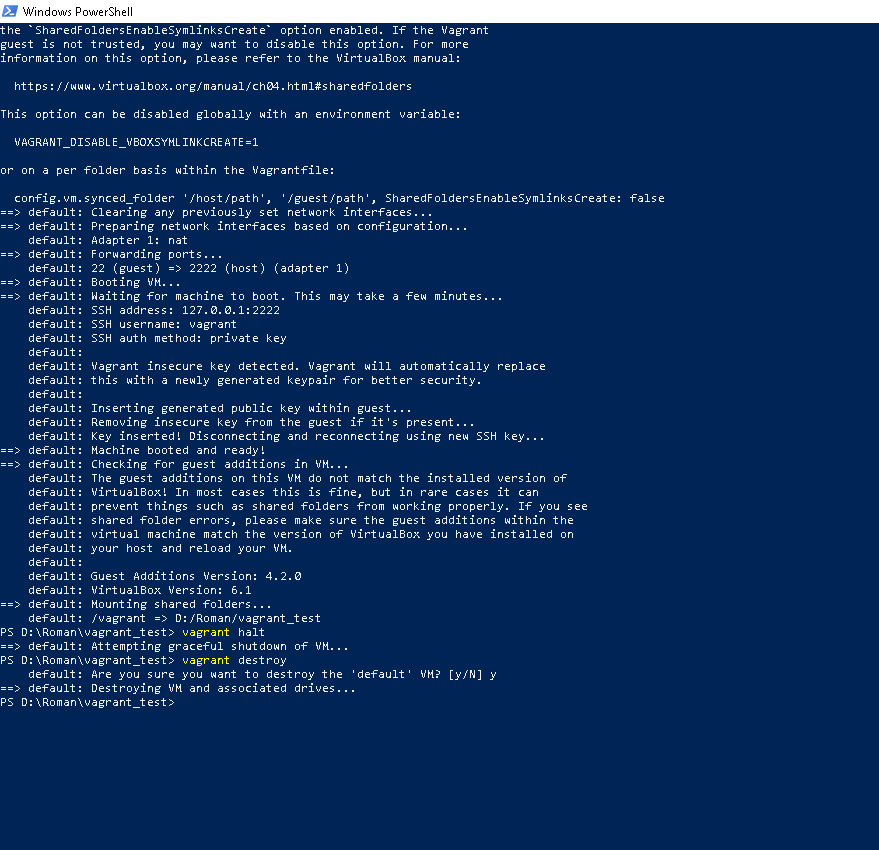 Windows PowerShell
the `SharedFoldersEnableSymlinksCreate` option enabled. If the Vagrant
guest is not trusted, you may want to disable this option. For more
information on this option, please refer to the VirtualBox manual:
https://www.virtualbox.org/manual/ch04.html#sharedfolders
This option can be disabled globally with an environment variable:
VAGRANT_DISABLE_VBOXSYMLINKCREATE=1
or on a per folder basis within the Vagrantfile:
config.vm.synced_folder '/host/path', '/guest/path', SharedFoldersEnableSymlinksCreate: false
==> default: Clearing any previously set network interfaces...
==> default: Preparing network interfaces based on configuration...
default: Adapter 1: nat
==> default: Forwarding ports...
default: 22 (guest) => 2222 (host) (adapter 1)
==> default: Booting VM...
==> default: Waiting for machine to boot. This may take a few minutes...
default: SSH address: 127.0.0.1:2222
default: SSH username: vagrant
default: SSH auth method: private key
default:
default: Vagrant insecure key detected. Vagrant will automatically replace
default: this with a newly generated keypair for better security.
default:
default: Inserting generated public key within guest...
default: Removing insecure key from the guest if it's present...
default: Key inserted! Disconnecting and reconnecting using new SSH key...
==> default: Machine booted and ready!
==> default: Checking for guest additions in VM...
default: The guest additions on this VM do not match the installed version of
default: VirtualBox! In most cases this is fine, but in rare cases it can
default: prevent things such as shared folders from working properly. If you see
default: shared folder errors, please make sure the guest additions within the
default: virtual machine match the version of VirtualBox you have installed on
default: your host and reload your VM.
default:
default: Guest Additions Version: 4.2.0
default: VirtualBox Version: 6.1
==> default: Mounting shared folders...
default: /vagrant => D:/Roman/vagrant_test
PS D:\Roman\vagrant_test> vagrant halt
==> default: Attempting graceful shutdown of VM...
PS D:\Roman\vagrant_test> vagrant destroy
default: Are you sure you want to destroy the 'default' VM? [y/N] y
==> default: Destroying VM and associated drives...
PS D:\Roman\vagrant_test>